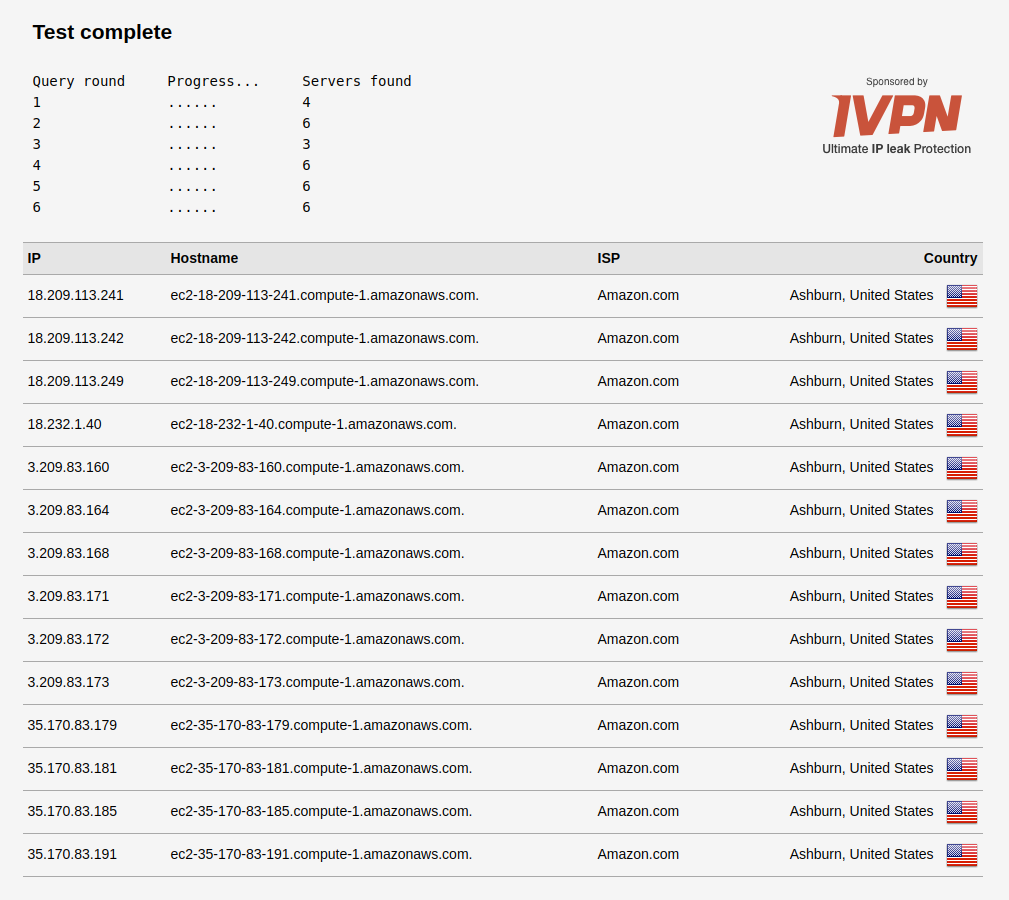 Test complete
Query round Progress... Servers found
1 ...... 4
2 ...... 6
3 ...... 3
4 ...... 6
5 ...... 6
6 ...... 6
Sponsored by
IVPN
Ultimate IP leak Protection
IP Hostname ISP Country
18.209.113.241 ec2-18-209-113-241.compute-1.amazonaws.com. Amazon.com Ashburn, United States
18.209.113.242 ec2-18-209-113-242.compute-1.amazonaws.com. Amazon.com Ashburn, United States
18.209.113.249 ec2-18-209-113-249.compute-1.amazonaws.com. Amazon.com Ashburn, United States
18.232.1.40 ec2-18-232-1-40.compute-1.amazonaws.com. Amazon.com Ashburn, United States
3.209.83.160 ec2-3-209-83-160.compute-1.amazonaws.com. Amazon.com Ashburn, United States
3.209.83.164 ec2-3-209-83-164.compute-1.amazonaws.com. Amazon.com Ashburn, United States
3.209.83.168 ec2-3-209-83-168.compute-1.amazonaws.com. Amazon.com Ashburn, United States
3.209.83.171 ec2-3-209-83-171.compute-1.amazonaws.com. Amazon.com Ashburn, United States
3.209.83.172 ec2-3-209-83-172.compute-1.amazonaws.com. Amazon.com Ashburn, United States
3.209.83.173 ec2-3-209-83-173.compute-1.amazonaws.com. Amazon.com Ashburn, United States
35.170.83.179 ec2-35-170-83-179.compute-1.amazonaws.com. Amazon.com Ashburn, United States
35.170.83.181 ec2-35-170-83-181.compute-1.amazonaws.com. Amazon.com Ashburn, United States
35.170.83.185 ec2-35-170-83-185.compute-1.amazonaws.com. Amazon.com Ashburn, United States
35.170.83.191 ec2-35-170-83-191.compute-1.amazonaws.com. Amazon.com Ashburn, United States